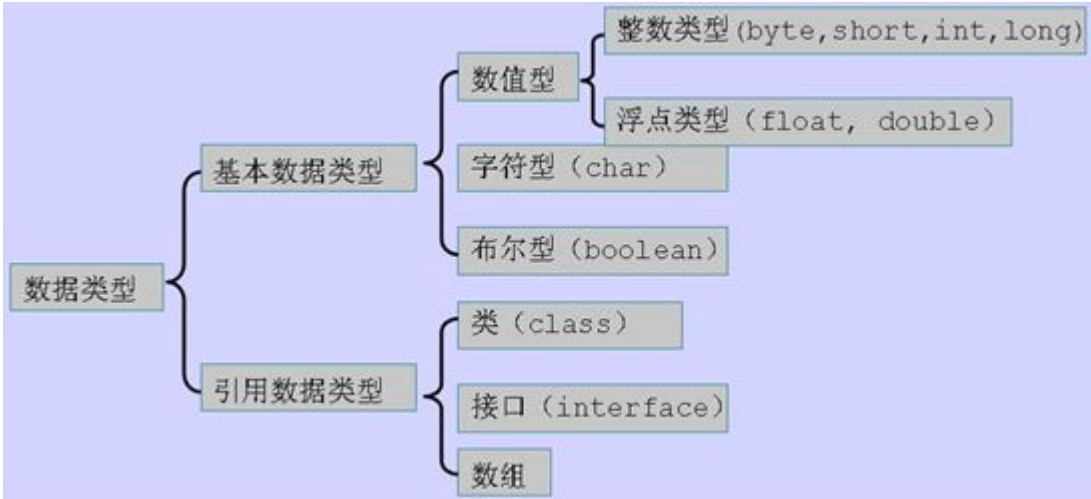 整数类型(byte,short,int,long)
数值型
浮点类型（float, double）
基本数据类型
字符型（char）
布尔型（boolean）
数据类型
类（class）
引用数据类型
接口（interface）
数组